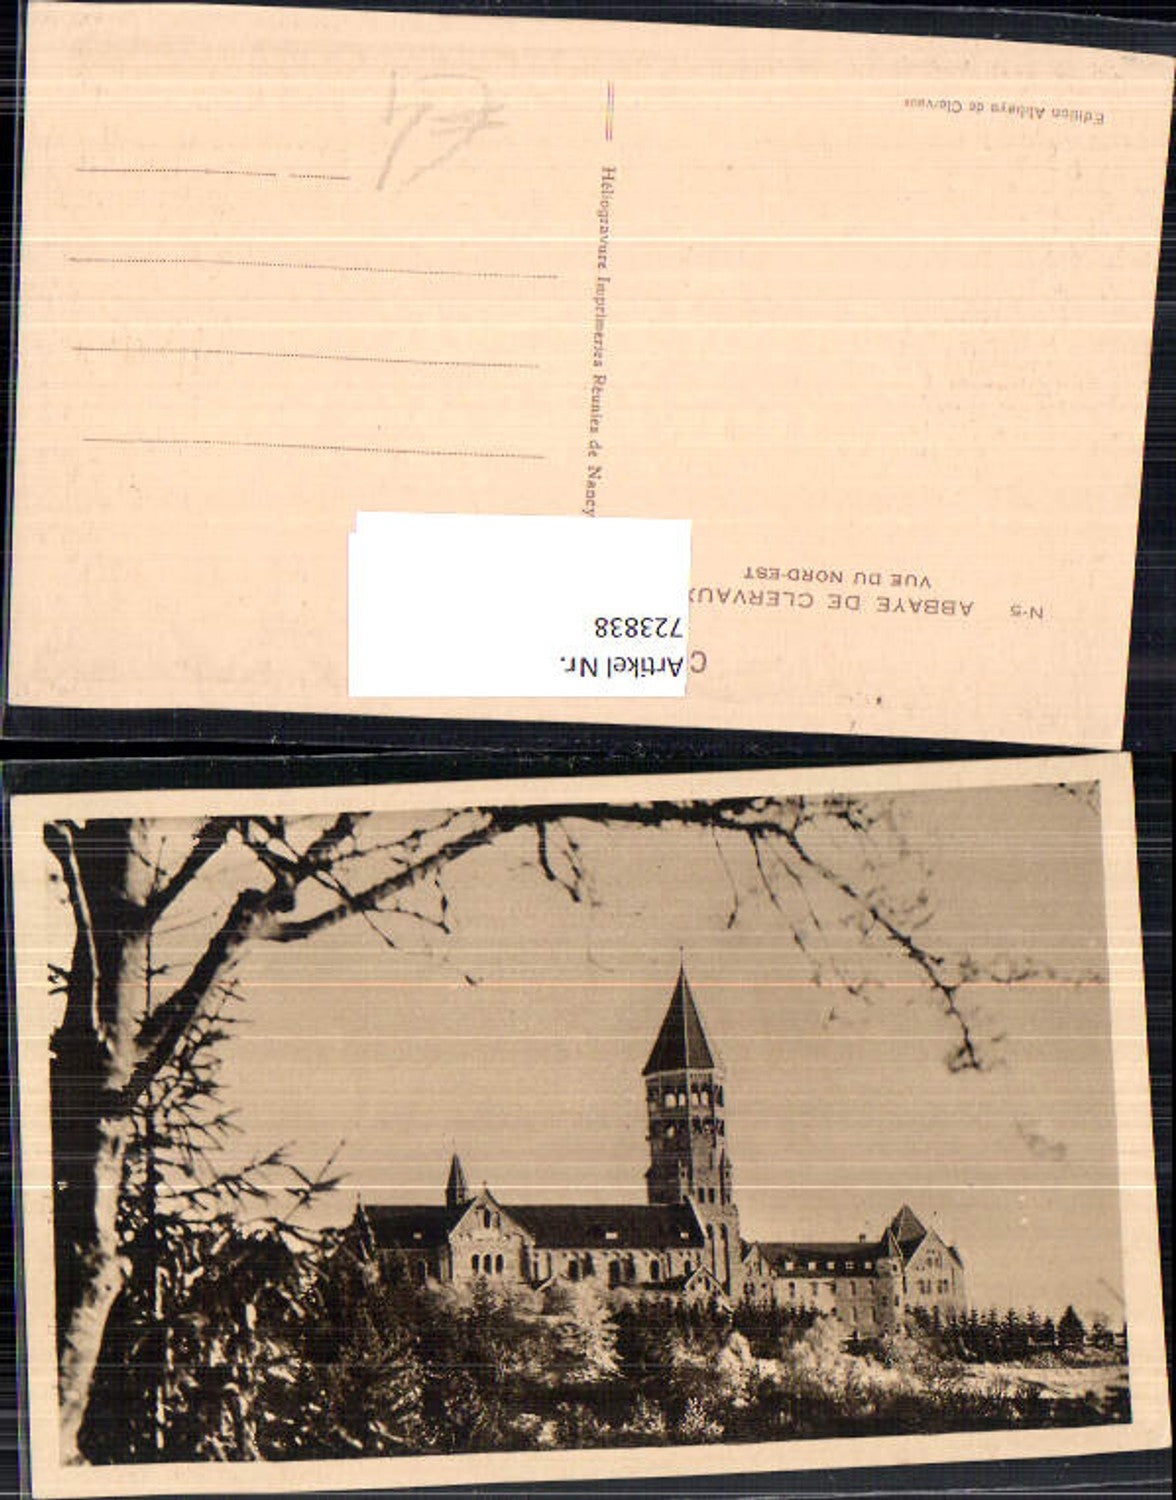 N·5 ABBAYE DE CLERVAUX
VUE DU NORD-EST
Edition Abbaye de Clervaux
Héliogravure Imprimeries Réunies de Nancy
C
Artikel Nr.
723838